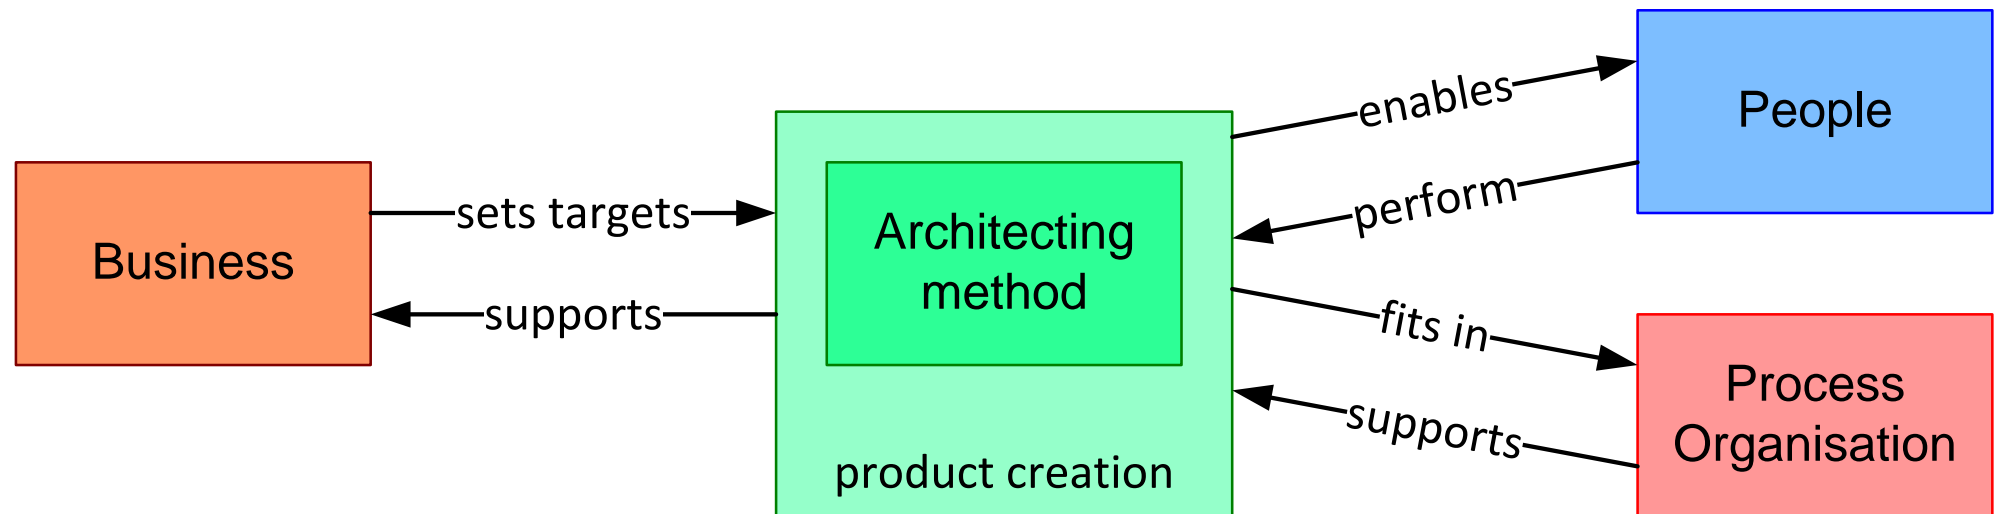 Business
sets targets
supports
Architecting
method
product creation
enables
perform
fits in
supports
People
Process
Organisation